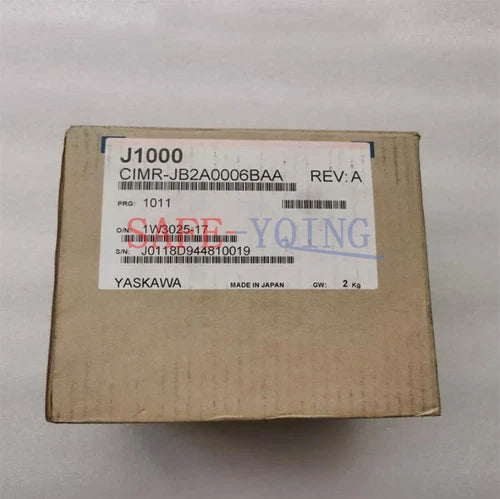 J1000
CIMR-JB2A0006BAA REV: A
PRG: 1011
SAFE-YQING
O/N: 1W3025-17
S/N: J0118D944810019
YASKAWA MADE IN JAPAN GW: 2 Kg